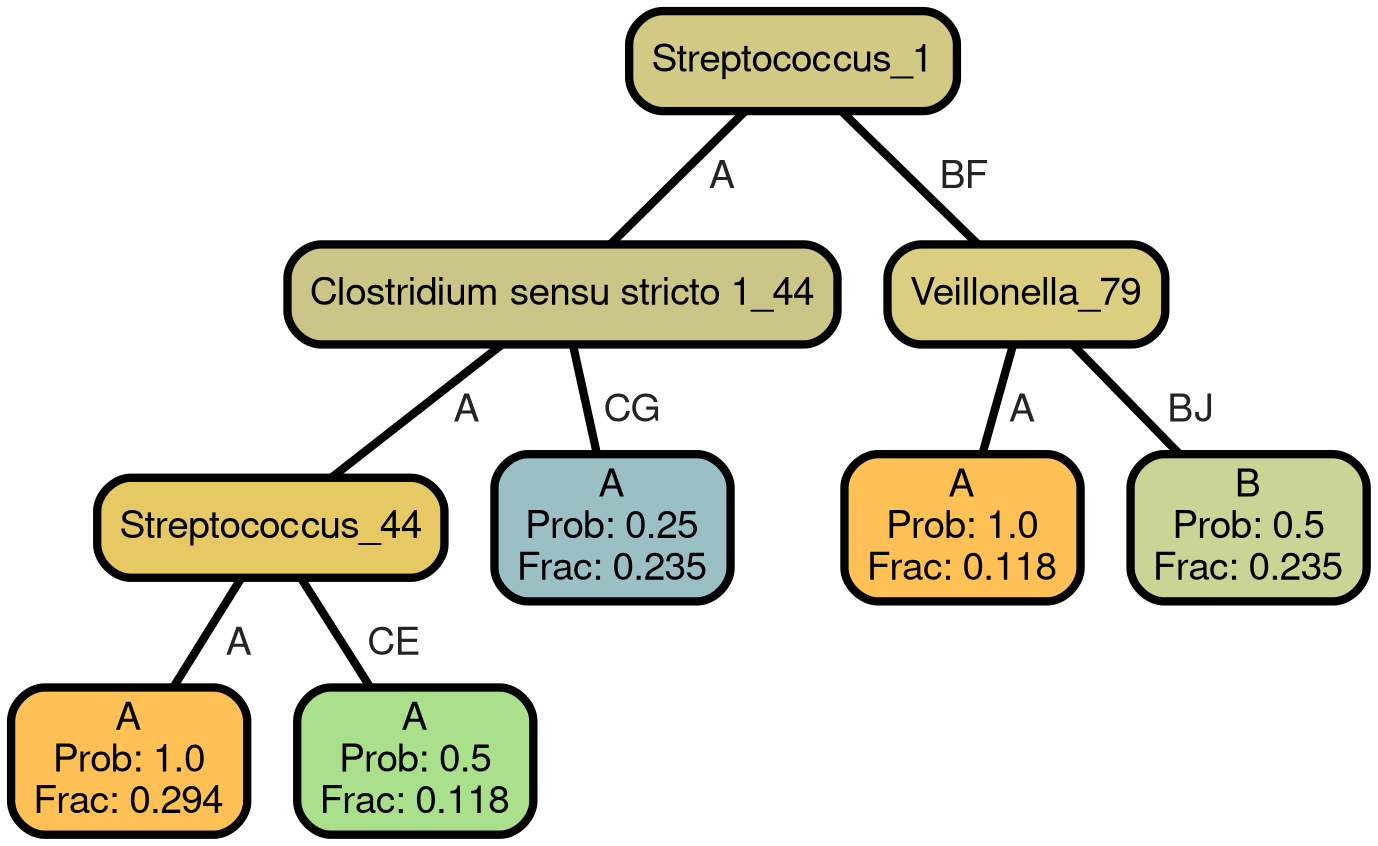 Streptococcus_1
A
BF
Clostridium sensu stricto 1_44
Veillonella_79
A
CG
A
BJ
Streptococcus_44
A
Prob: 0.25
Frac: 0.235
A
Prob: 1.0
Frac: 0.118
B
Prob: 0.5
Frac: 0.235
A
CE
A
Prob: 1.0
Frac: 0.294
A
Prob: 0.5
Frac: 0.118